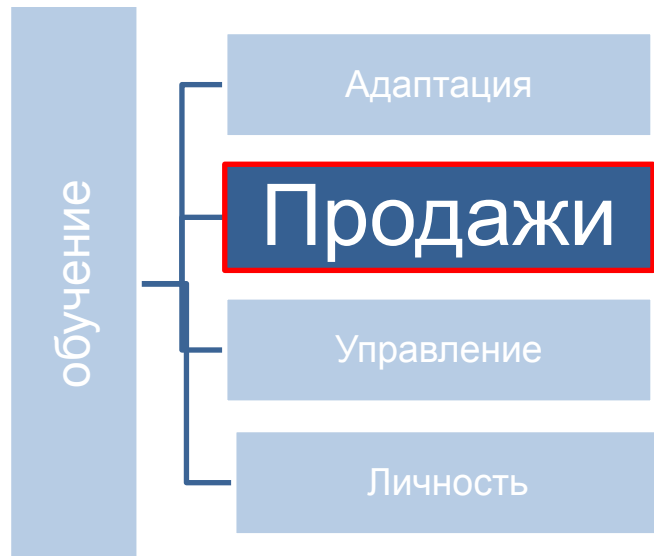 обучение
Адаптация
Продажи
Управление
Личность